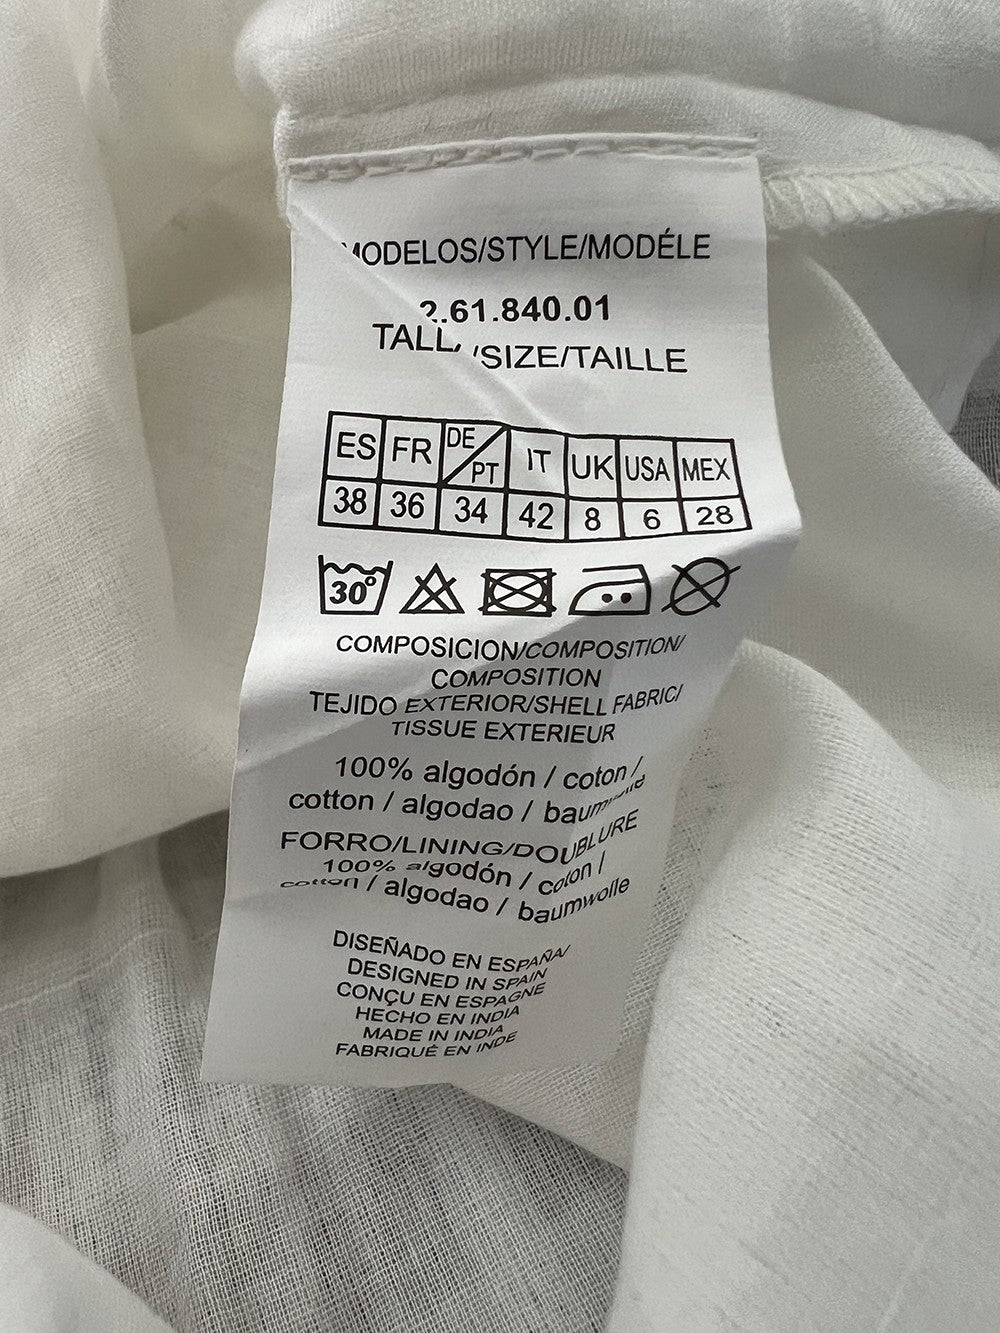 MODELOS/STYLE/MODÉLE
2.61.840.01
TALL /SIZE/TAILLE
ES FR DE/PT IT UK USA MEX
38 36 34 42 8 6 28
30°
COMPOSICION/COMPOSITION/
COMPOSITION
TEJIDO EXTERIOR/SHELL FABRIC/
TISSUE EXTERIEUR
100% algodón / coton /
cotton / algodao / baumwolle
FORRO/LINING/DOUBLURE
100% algodón / coton /
cotton / algodao / baumwolle
DISEÑADO EN ESPAÑA/
DESIGNED IN SPAIN
CONÇU EN ESPAGNE
HECHO EN INDIA
MADE IN INDIA
FABRIQUÉ EN INDE